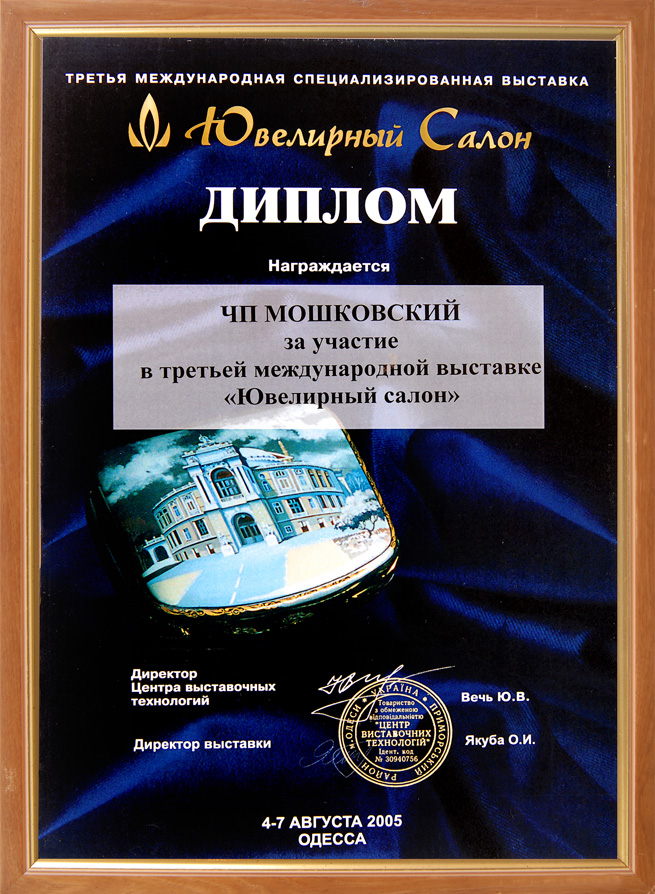 ТРЕТЬЯ МЕЖДУНАРОДНАЯ СПЕЦИАЛИЗИРОВАННАЯ ВЫСТАВКА
Ювелирный Салон
ДИПЛОМ
Награждается
ЧП МОШКОВСКИЙ
за участие
в третьей международной выставке
«Ювелирный салон»
Директор
Центра выставочных
технологий
Вечь Ю.В.
Директор выставки
Якуба О.И.
УКРАЇНА * ПРИМОРСЬКИЙ РАЙОН м.ОДЕСИ
Товариство
з обмеженою
відповідальністю
"ЦЕНТР
ВИСТАВОЧНИХ
ТЕХНОЛОГІЙ"
Ідент. код
№ 30940756
4-7 АВГУСТА 2005
ОДЕССА